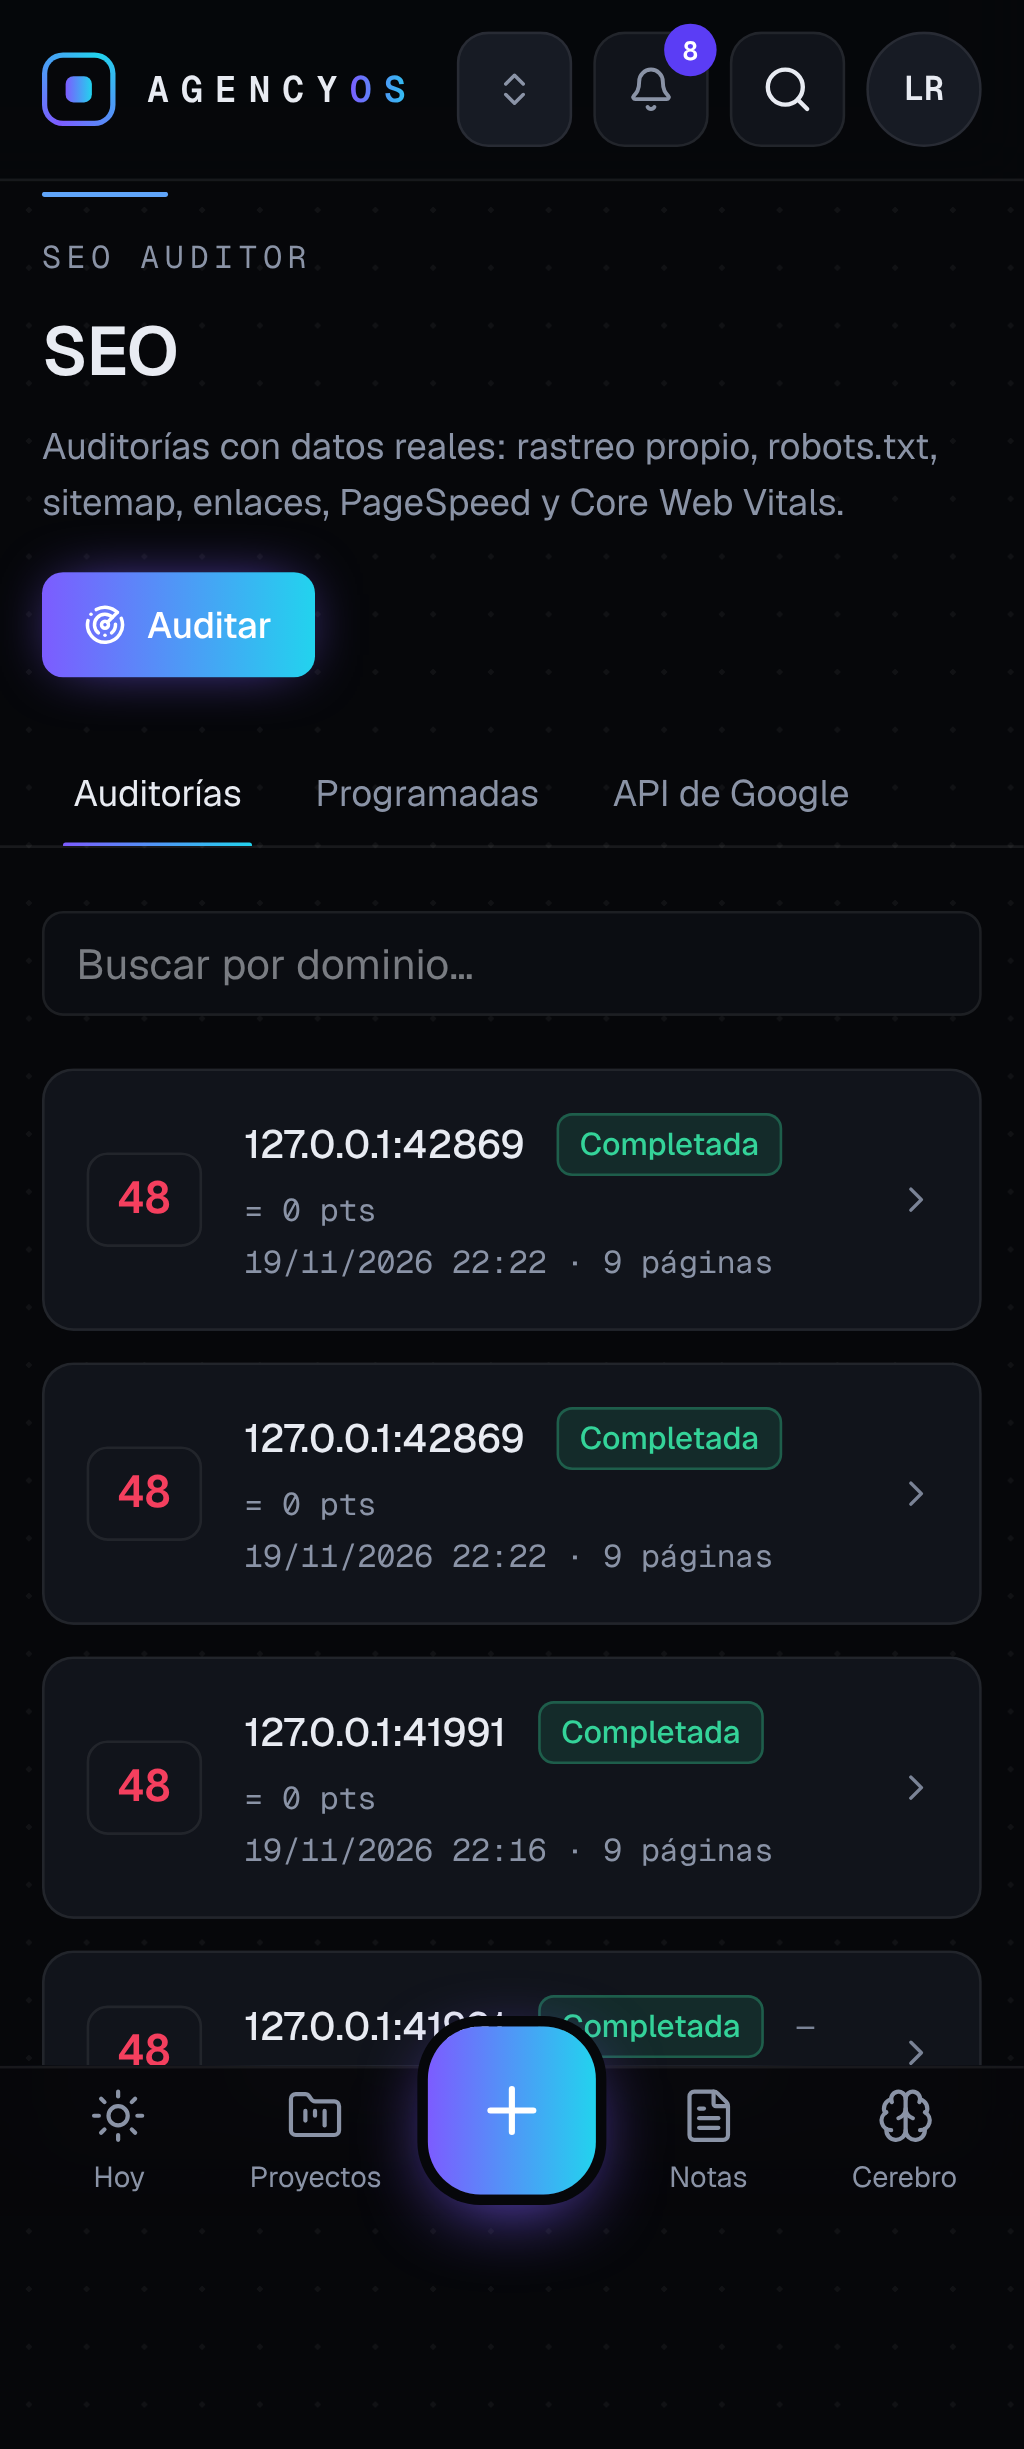 AGENCYOS
8
LR
SEO AUDITOR
SEO
Auditorías con datos reales: rastreo propio, robots.txt,
sitemap, enlaces, PageSpeed y Core Web Vitals.
Auditar
Auditorías Programadas API de Google
Buscar por dominio…
48
127.0.0.1:42869 Completada
= 0 pts
19/11/2026 22:22 · 9 páginas
48
127.0.0.1:42869 Completada
= 0 pts
19/11/2026 22:22 · 9 páginas
48
127.0.0.1:41991 Completada
= 0 pts
19/11/2026 22:16 · 9 páginas
48
Completada —
Hoy Proyectos Notas Cerebro